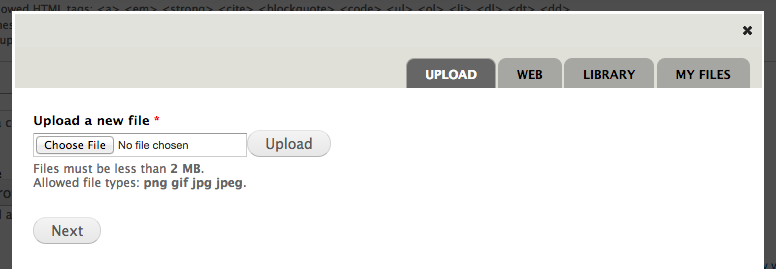 lowed HTML tags: <a> <em> <strong> <cite> <blockquote> <code> <ul> <ol> <li> <dl> <dt> <dd>
UPLOAD WEB LIBRARY MY FILES
Upload a new file *
Choose File No file chosen Upload
Files must be less than 2 MB.
Allowed file types: png gif jpg jpeg.
Next